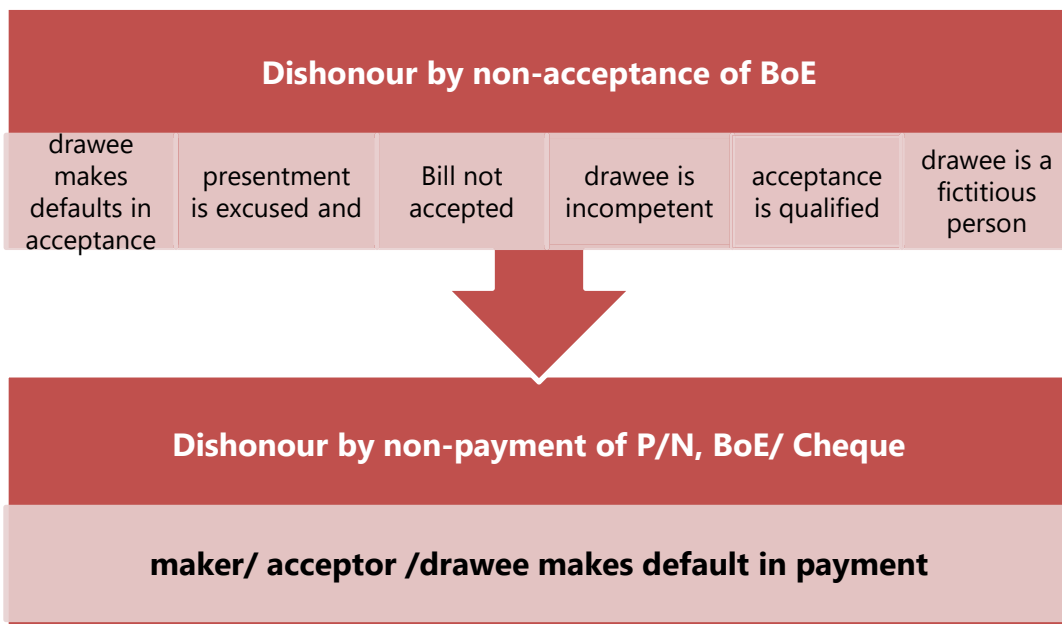 Dishonour by non-acceptance of BoE
drawee
makes
defaults in
acceptance
presentment
is excused and
Bill not
accepted
drawee is
incompetent
acceptance
is qualified
drawee is a
fictitious
person
Dishonour by non-payment of P/N, BoE/ Cheque
maker/ acceptor /drawee makes default in payment